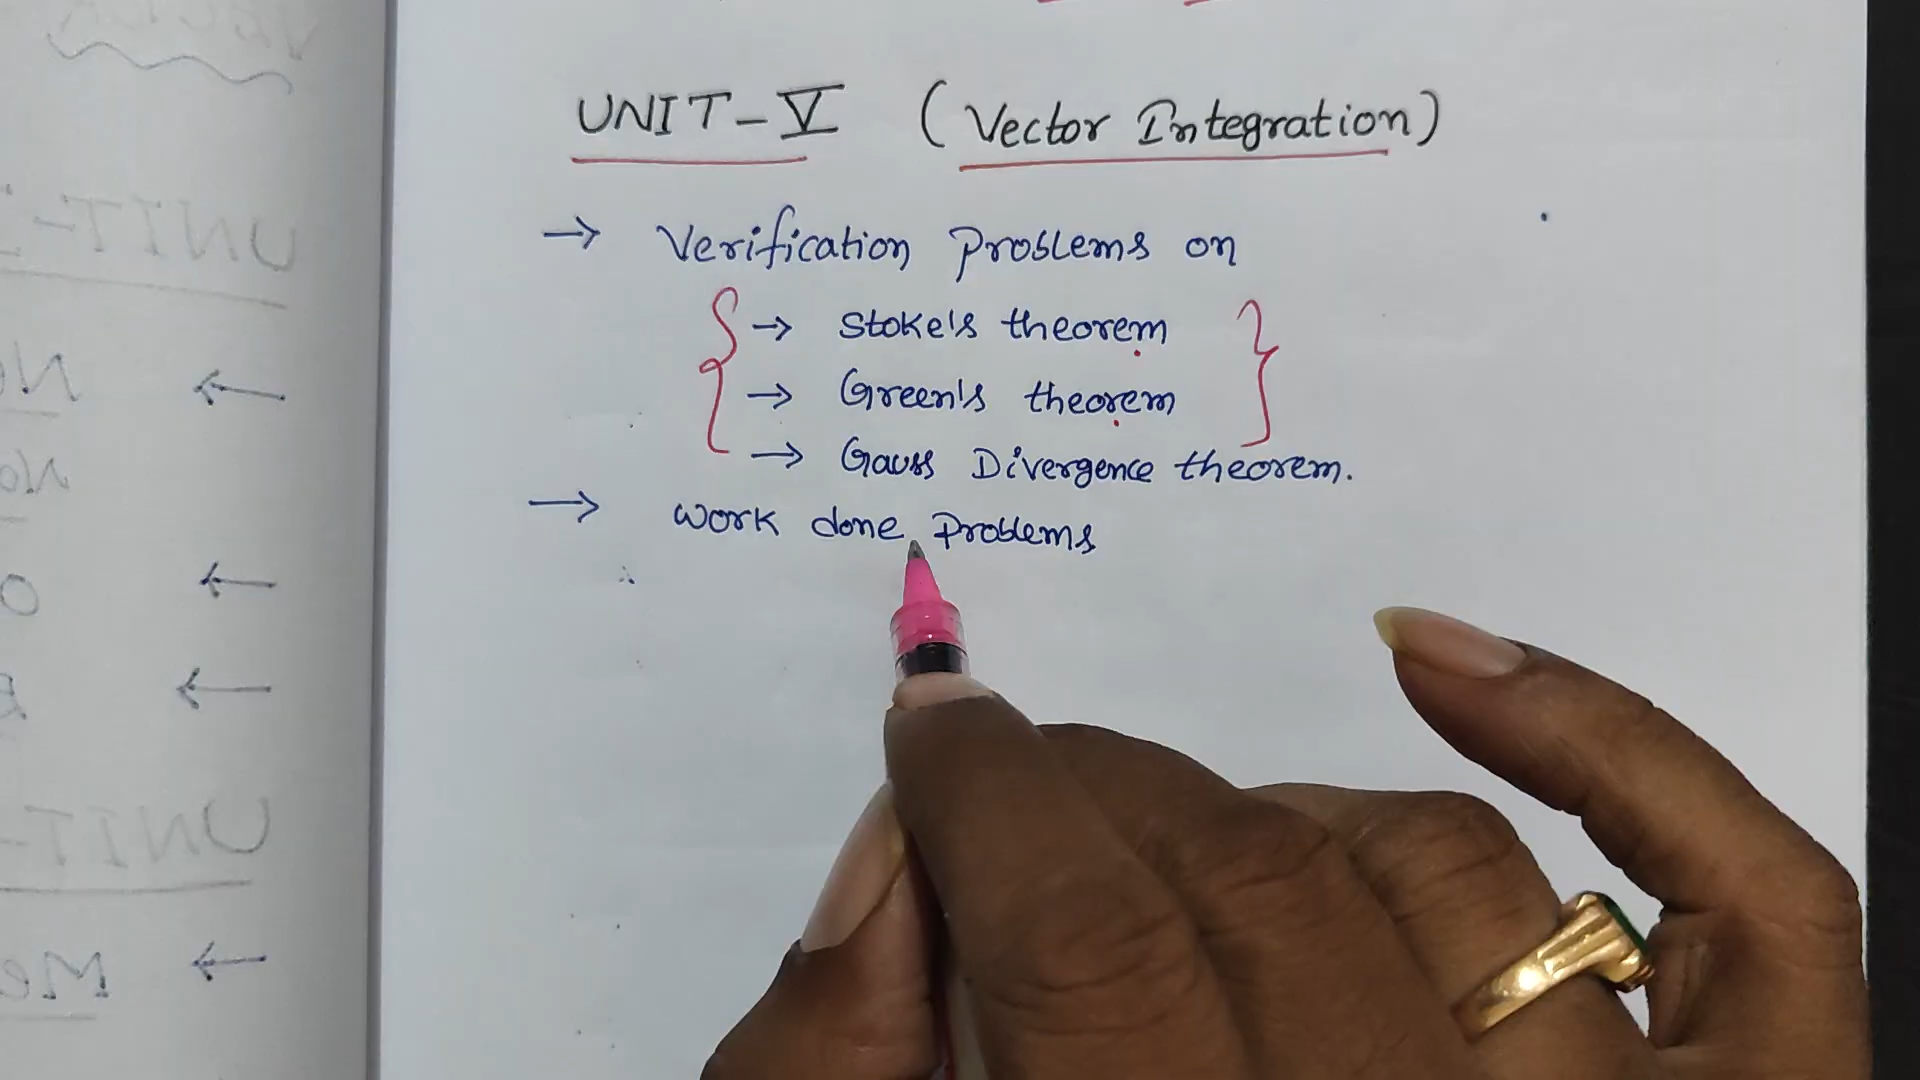 UNIT-V (Vector Integration)
→ Verification Problems on
→ Stoke's theorem
→ Green's theorem
→ Gauss Divergence theorem.
→ Work done Problems